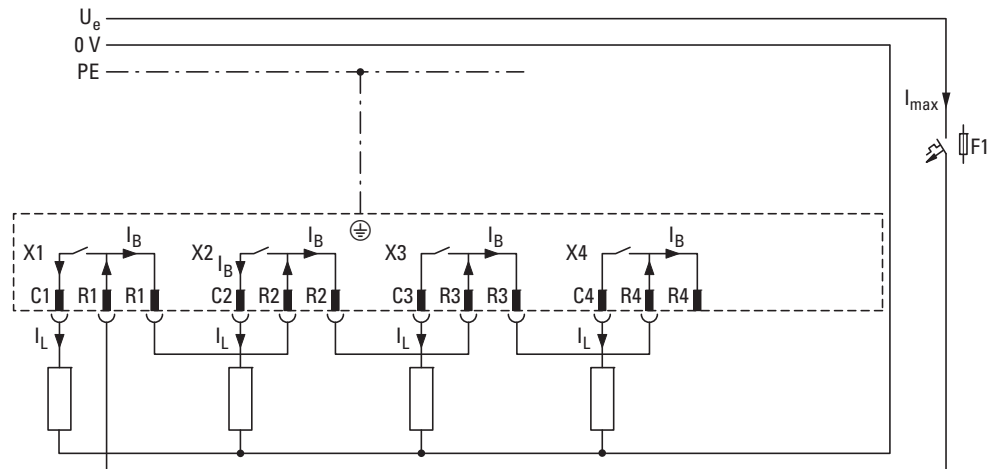 Ue
0 V
PE
Imax
F1
X1 IB X2 IB X3 IB X4 IB
IB
C1 R1 R1 C2 R2 R2 C3 R3 R3 C4 R4 R4
IL IL IL IL